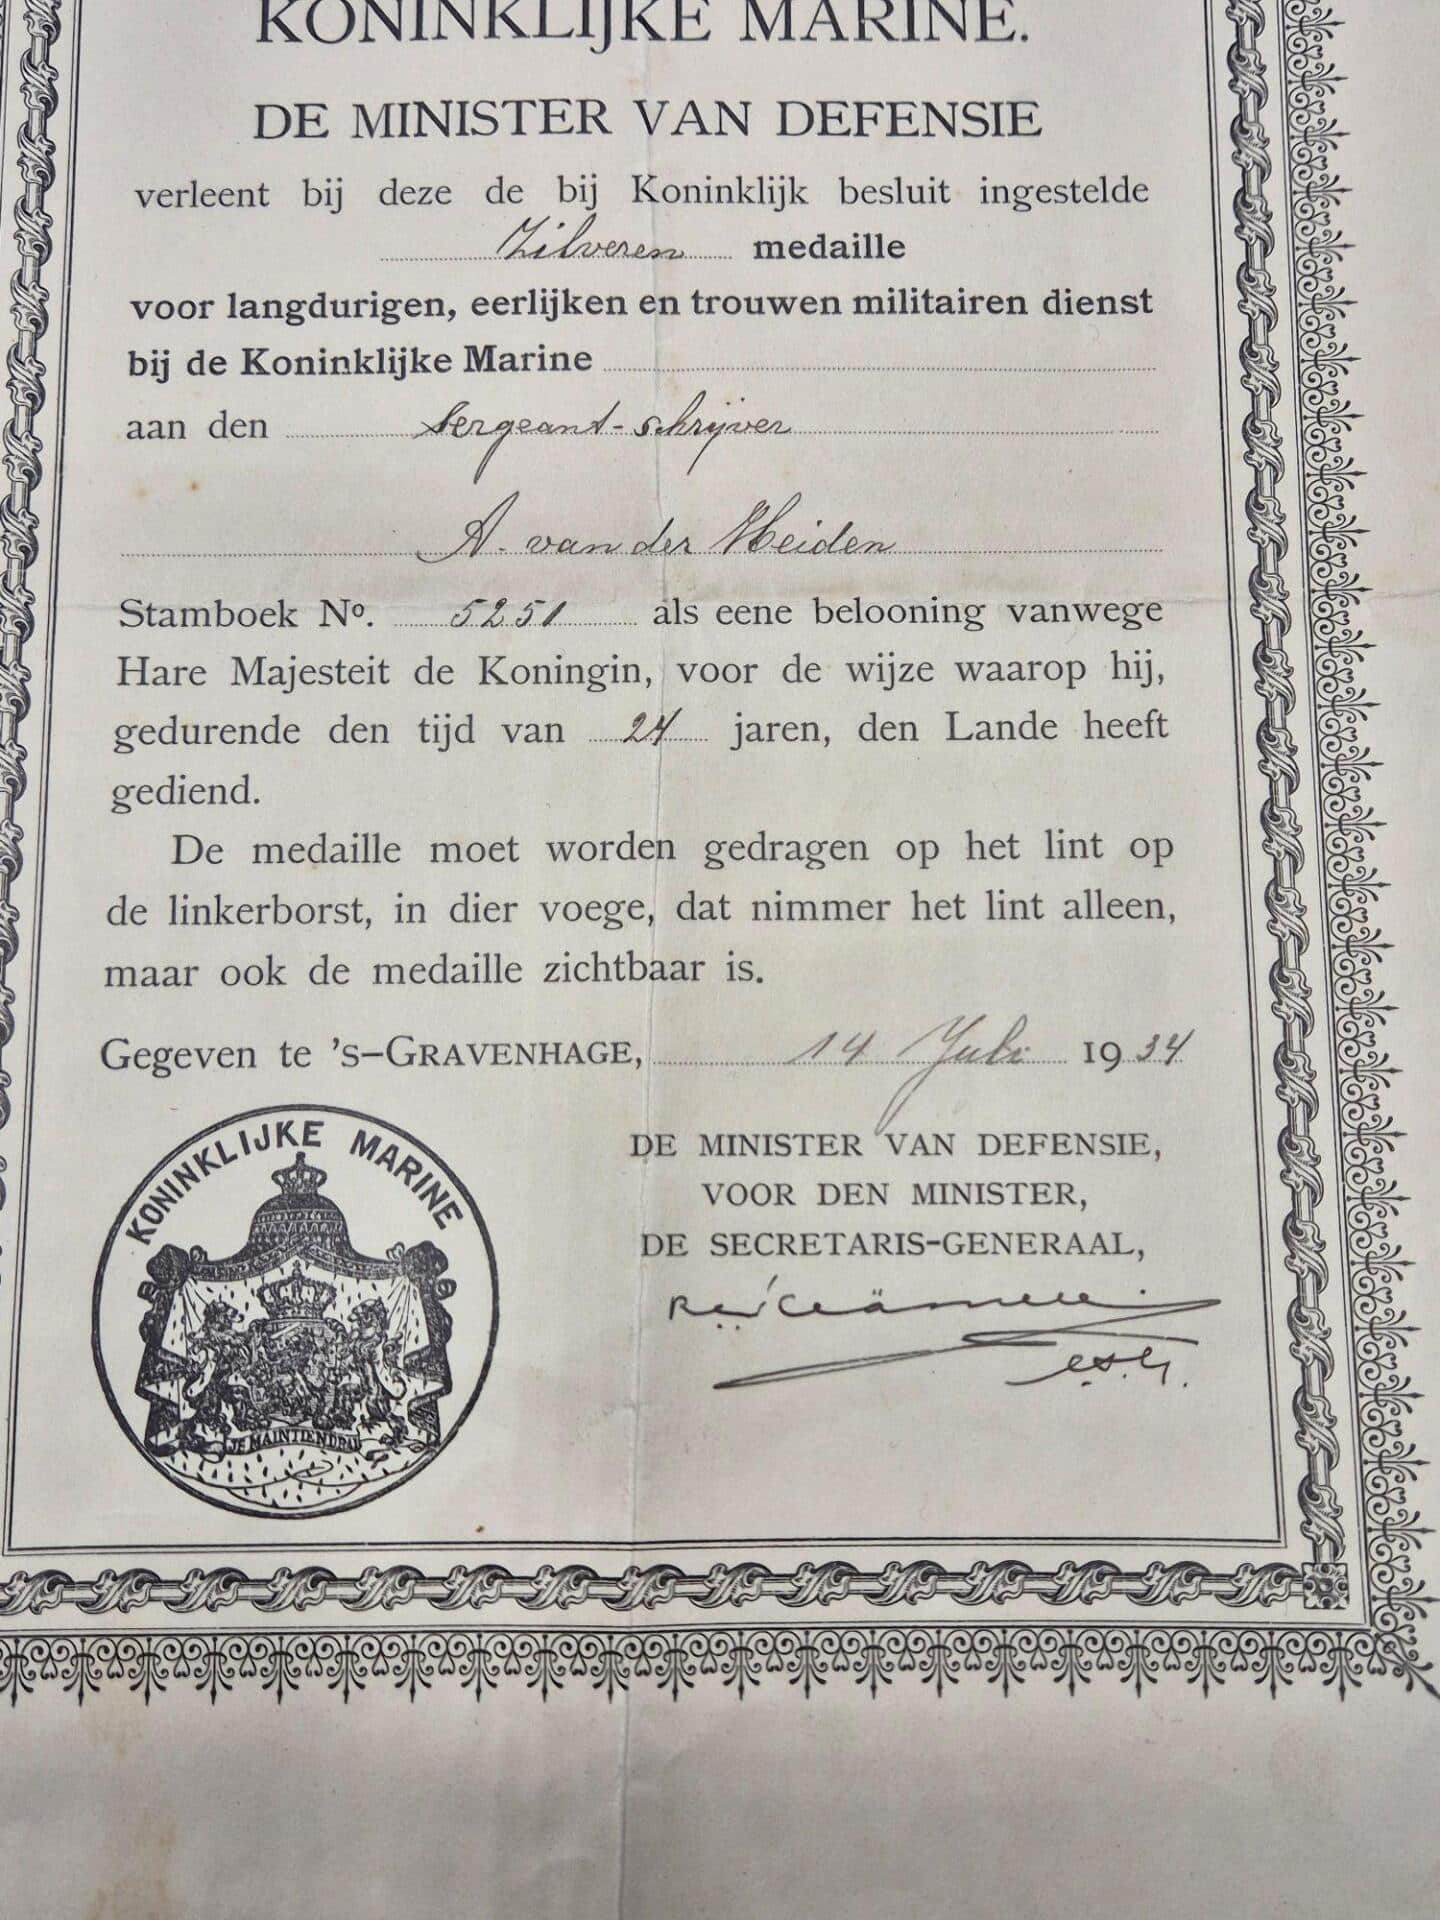 KONINKLIJKE MARINE.
DE MINISTER VAN DEFENSIE
verleent bij deze de bij Koninklijk besluit ingestelde
Zilveren medaille
voor langdurigen, eerlijken en trouwen militairen dienst
bij de Koninklijke Marine
aan den Sergeant-schrijver
A. van der Heiden
Stamboek No. 5251 als eene belooning vanwege
Hare Majesteit de Koningin, voor de wijze waarop hij,
gedurende den tijd van 24 jaren, den Lande heeft
gediend.
De medaille moet worden gedragen op het lint op
de linkerborst, in dier voege, dat nimmer het lint alleen,
maar ook de medaille zichtbaar is.
Gegeven te 's-GRAVENHAGE, 14 Juli 1934
DE MINISTER VAN DEFENSIE,
VOOR DEN MINISTER,
DE SECRETARIS-GENERAAL,
KONINKLIJKE MARINE
JE MAINTIENDRAI